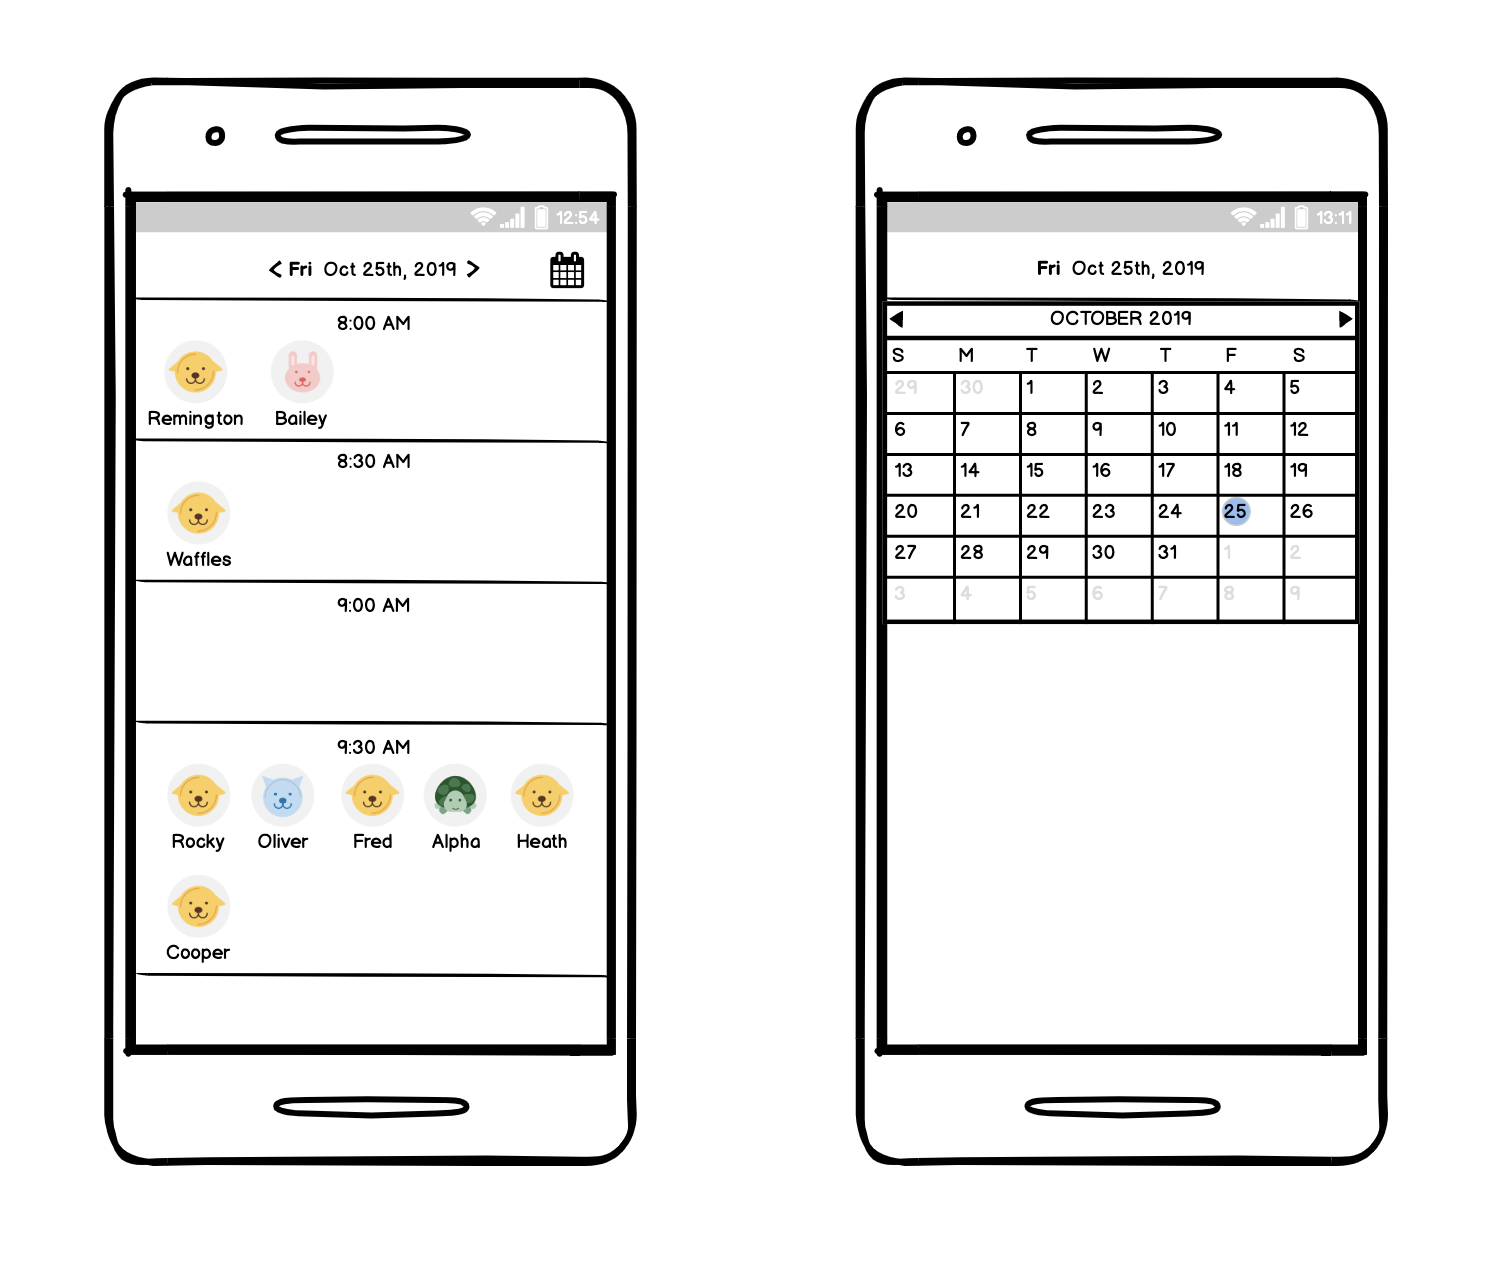 12:54
< Fri Oct 25th, 2019 >
8:00 AM
Remington Bailey
8:30 AM
Waffles
9:00 AM
9:30 AM
Rocky Oliver Fred Alpha Heath
Cooper
13:11
Fri Oct 25th, 2019
OCTOBER 2019
S M T W T F S
29 30 1 2 3 4 5
6 7 8 9 10 11 12
13 14 15 16 17 18 19
20 21 22 23 24 25 26
27 28 29 30 31 1 2
3 4 5 6 7 8 9